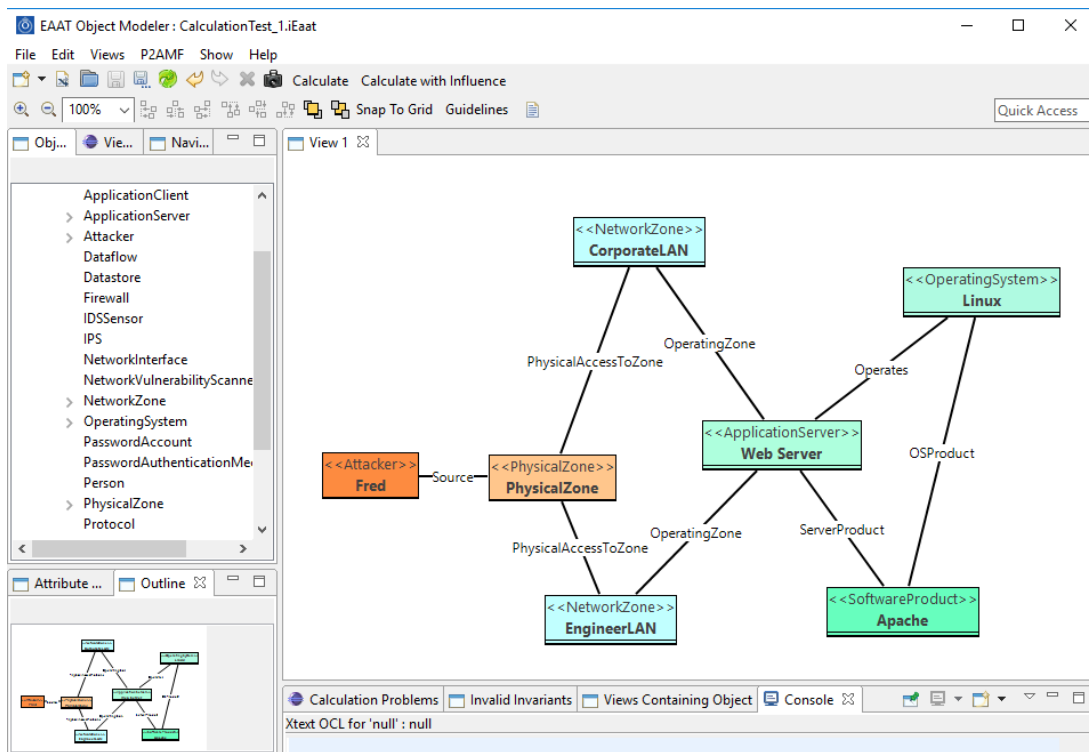 EAAT Object Modeler : CalculationTest_1.iEaat
File Edit Views P2AMF Show Help
Calculate Calculate with Influence
100% Snap To Grid Guidelines
Quick Access
Obj... Vie... Navi...
View 1
ApplicationClient
ApplicationServer
Attacker
Dataflow
Datastore
Firewall
IDSSensor
IPS
NetworkInterface
NetworkVulnerabilityScanne
NetworkZone
OperatingSystem
PasswordAccount
PasswordAuthenticationMe
Person
PhysicalZone
Protocol
<<NetworkZone>>
CorporateLAN
<<OperatingSystem>>
Linux
OperatingZone
PhysicalAccessToZone
Operates
<<ApplicationServer>>
Web Server
OSProduct
<<Attacker>>
Fred
Source
<<PhysicalZone>>
PhysicalZone
OperatingZone
ServerProduct
PhysicalAccessToZone
<<NetworkZone>>
EngineerLAN
<<SoftwareProduct>>
Apache
Attribute ... Outline
Calculation Problems Invalid Invariants Views Containing Object Console
Xtext OCL for 'null' : null